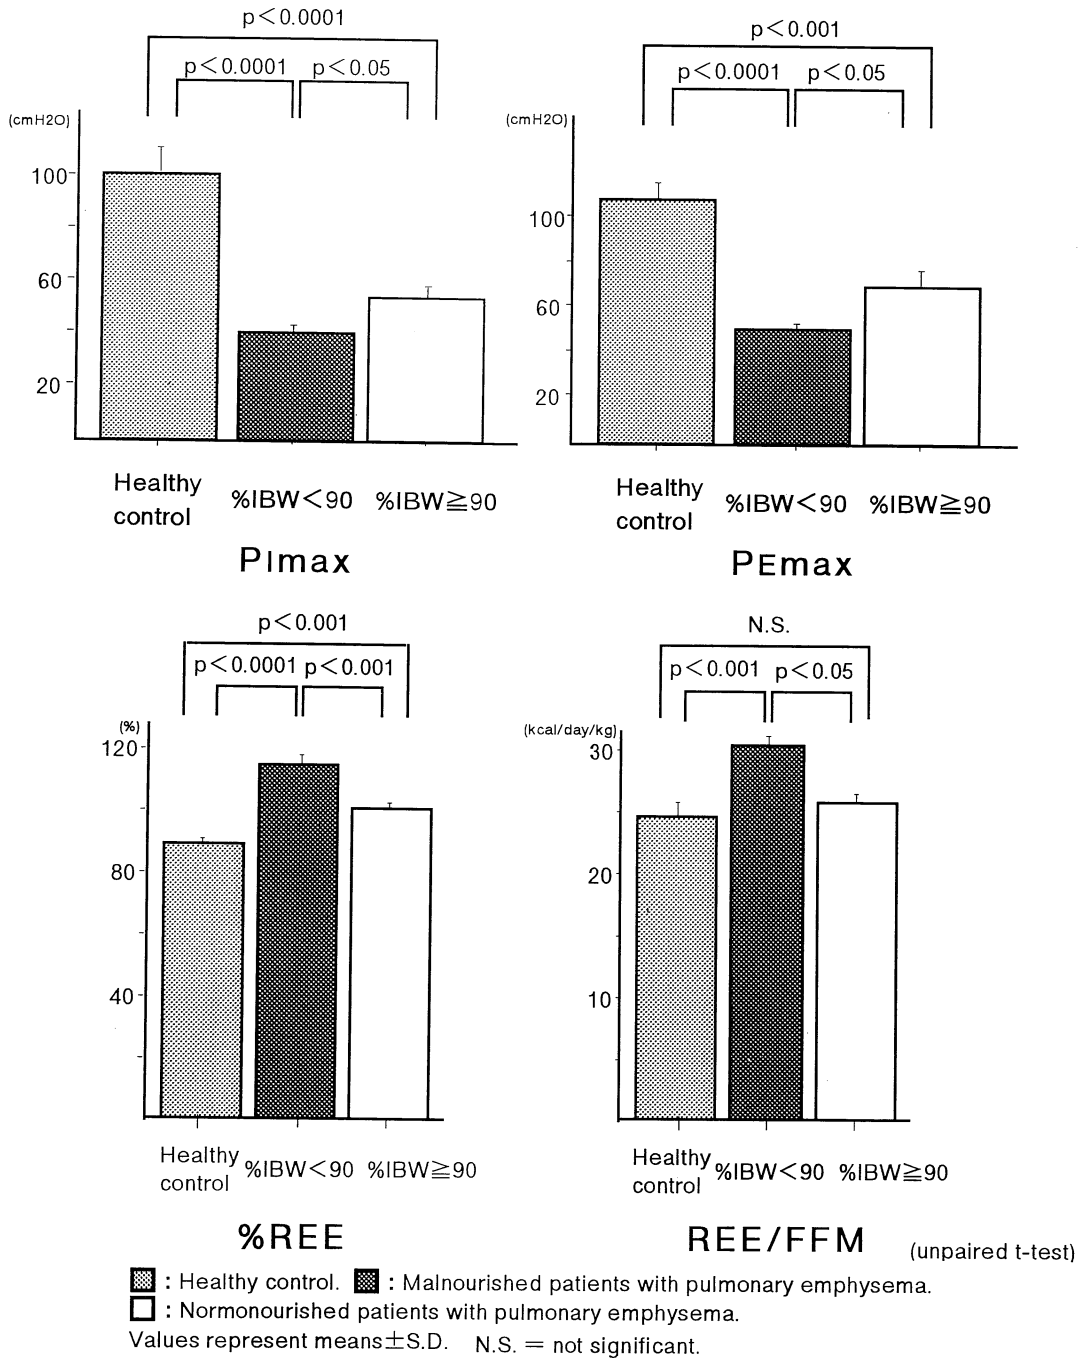 p<0.0001
p<0.0001 p<0.05
(cmH2O)
100
60
20
Healthy control %IBW<90 %IBW≧90
PImax
p<0.001
p<0.0001 p<0.05
(cmH2O)
100
60
20
Healthy control %IBW<90 %IBW≧90
PEmax
p<0.001
p<0.0001 p<0.001
(%)
120
80
40
Healthy control %IBW<90 %IBW≧90
%REE
N.S.
p<0.001 p<0.05
(kcal/day/kg)
30
20
10
Healthy control %IBW<90 %IBW≧90
REE/FFM
(unpaired t-test)
: Healthy control. : Malnourished patients with pulmonary emphysema.
: Normonourished patients with pulmonary emphysema.
Values represent means±S.D. N.S. = not significant.